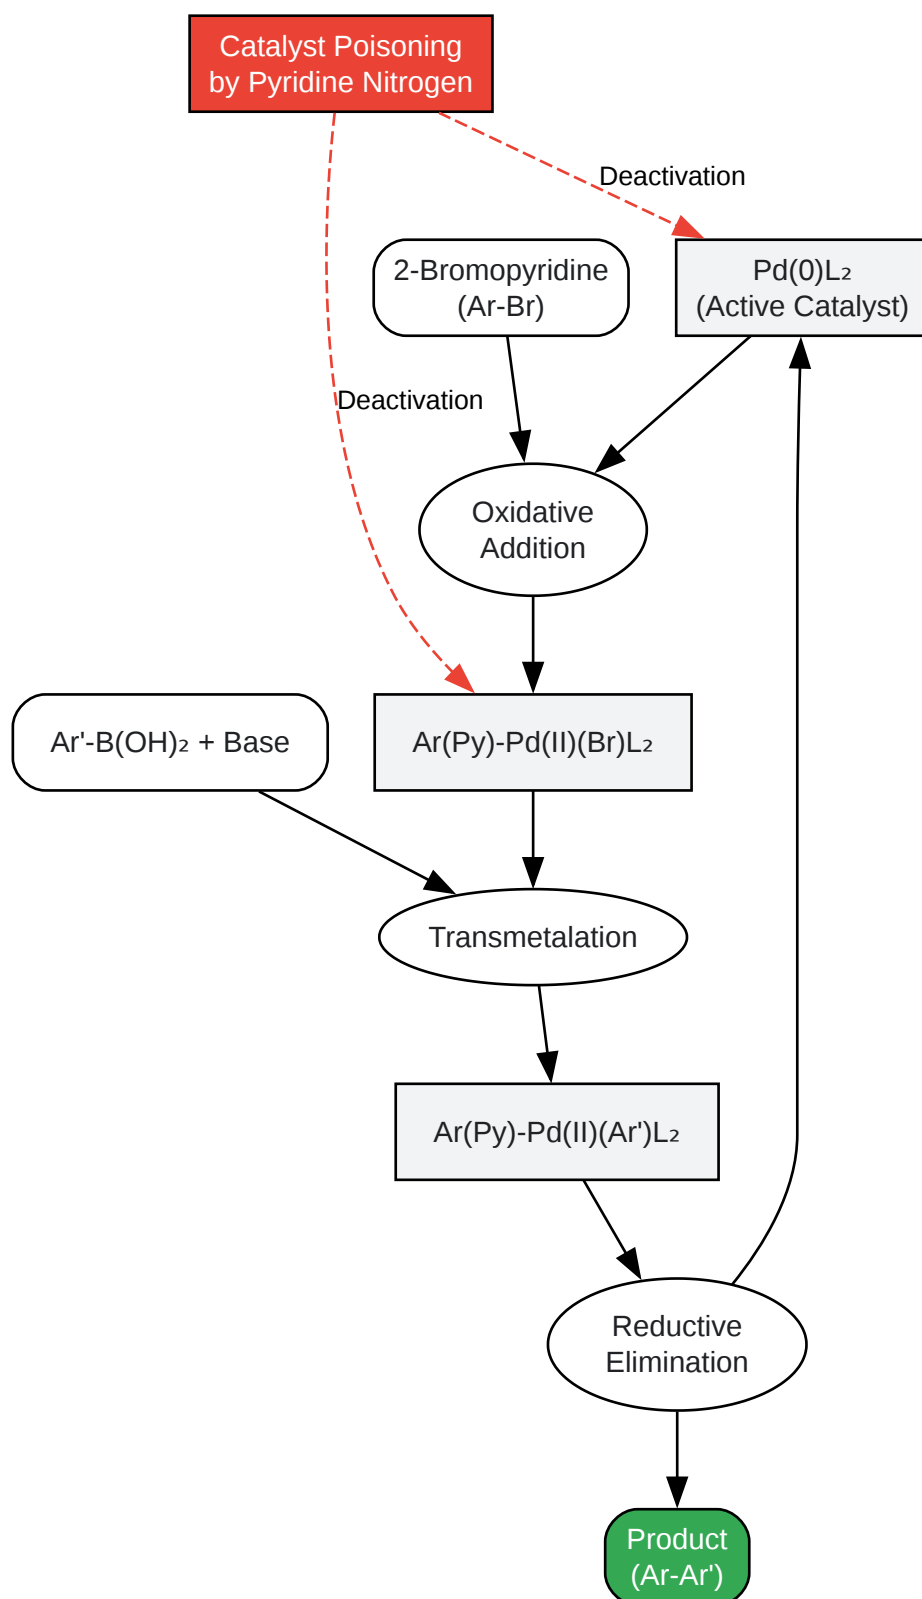 Catalyst Poisoning
by Pyridine Nitrogen
Deactivation
2-Bromopyridine
(Ar-Br)
Pd(0)L₂
(Active Catalyst)
Deactivation
Oxidative
Addition
Ar'-B(OH)₂ + Base
Ar(Py)-Pd(II)(Br)L₂
Transmetalation
Ar(Py)-Pd(II)(Ar')L₂
Reductive
Elimination
Product
(Ar-Ar')